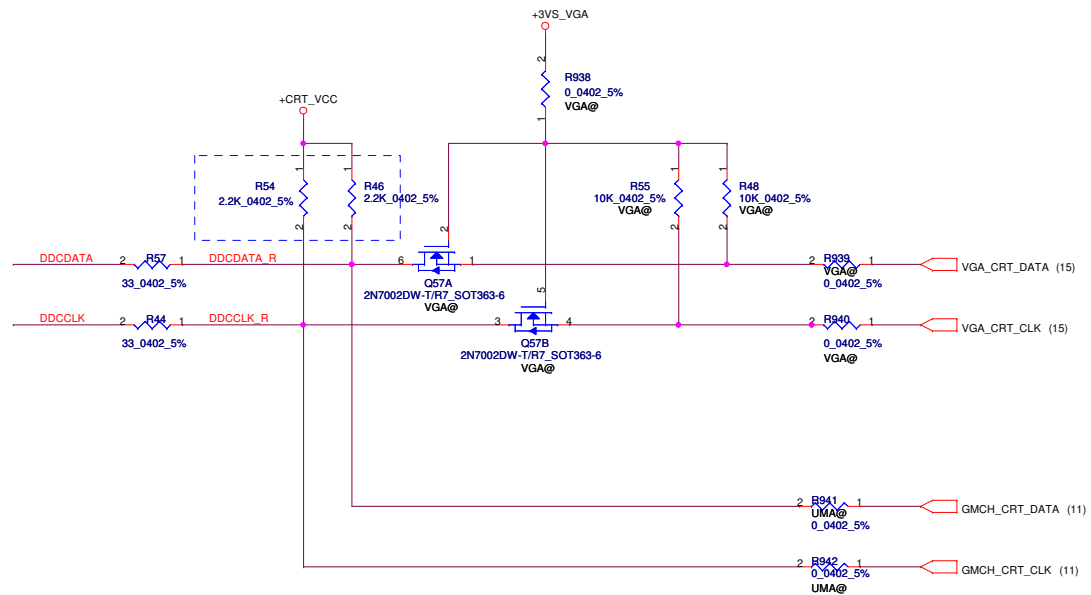 +3VS_VGA
2
R938
0_0402_5%
VGA@
1
+CRT_VCC
1
1
R54
2.2K_0402_5%
R46
2.2K_0402_5%
2
2
1
1
R55
10K_0402_5%
VGA@
R48
10K_0402_5%
VGA@
2
2
2
DDCDATA
2
R57
1
33_0402_5%
DDCDATA_R
6
1
Q57A
2N7002DW-T/R7_SOT363-6
VGA@
2
R939
1
VGA@
0_0402_5%
VGA_CRT_DATA (15)
5
DDCCLK
2
R44
1
33_0402_5%
DDCCLK_R
3
4
Q57B
2N7002DW-T/R7_SOT363-6
VGA@
2
R940
1
0_0402_5%
VGA@
VGA_CRT_CLK (15)
2
R941
1
UMA@
0_0402_5%
GMCH_CRT_DATA (11)
2
R942
1
0_0402_5%
UMA@
GMCH_CRT_CLK (11)